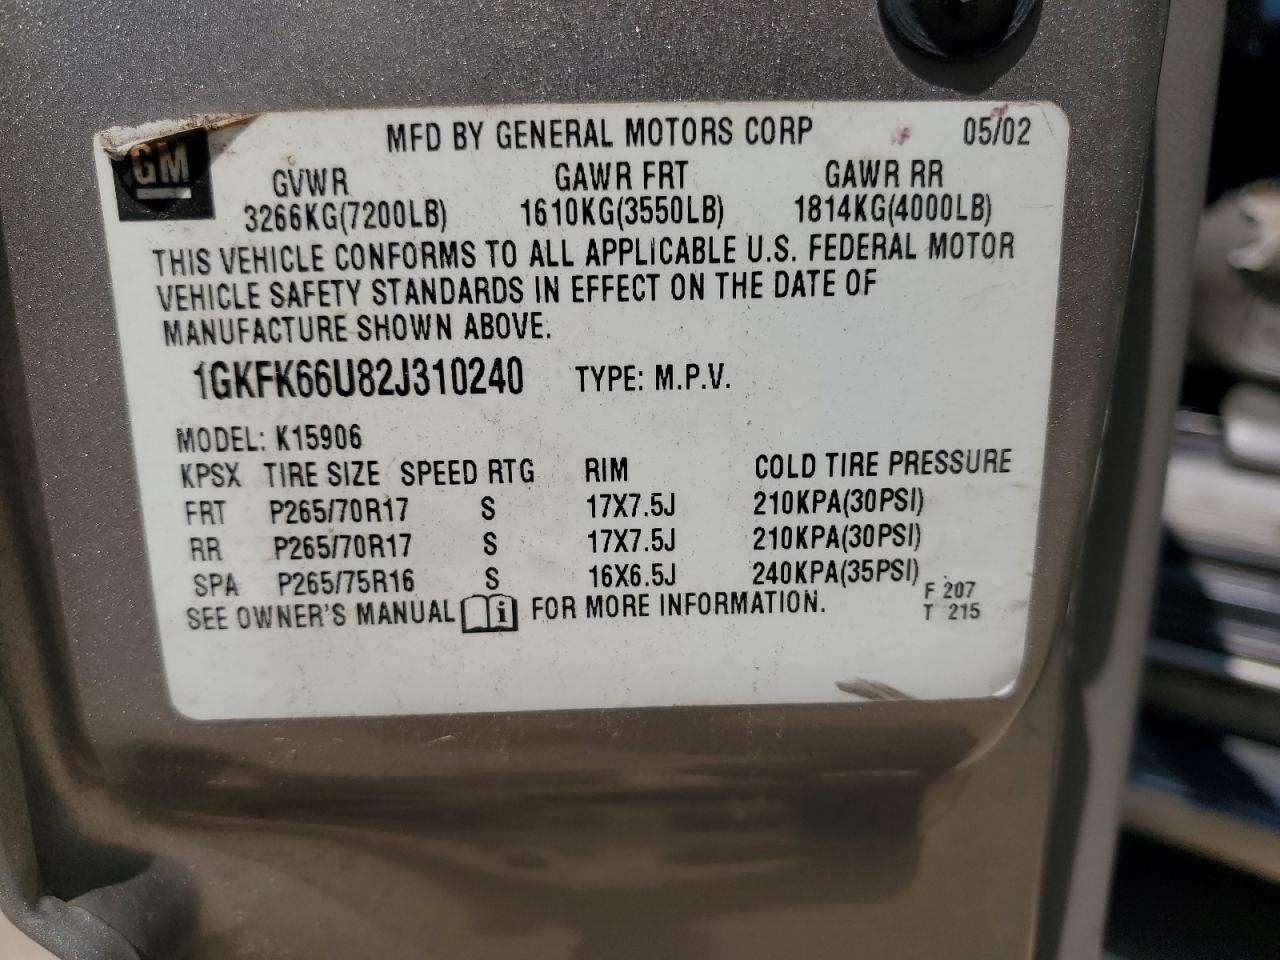 MFD BY GENERAL MOTORS CORP 05/02
GM
GVWR GAWR FRT GAWR RR
3266KG(7200LB) 1610KG(3550LB) 1814KG(4000LB)
THIS VEHICLE CONFORMS TO ALL APPLICABLE U.S. FEDERAL MOTOR
VEHICLE SAFETY STANDARDS IN EFFECT ON THE DATE OF
MANUFACTURE SHOWN ABOVE.
1GKFK66U82J310240 TYPE: M.P.V.
MODEL: K15906
KPSX TIRE SIZE SPEED RTG RIM COLD TIRE PRESSURE
FRT P265/70R17 S 17X7.5J 210KPA(30PSI)
RR P265/70R17 S 17X7.5J 210KPA(30PSI)
SPA P265/75R16 S 16X6.5J 240KPA(35PSI)
SEE OWNER'S MANUAL i FOR MORE INFORMATION.
F 207
T 215